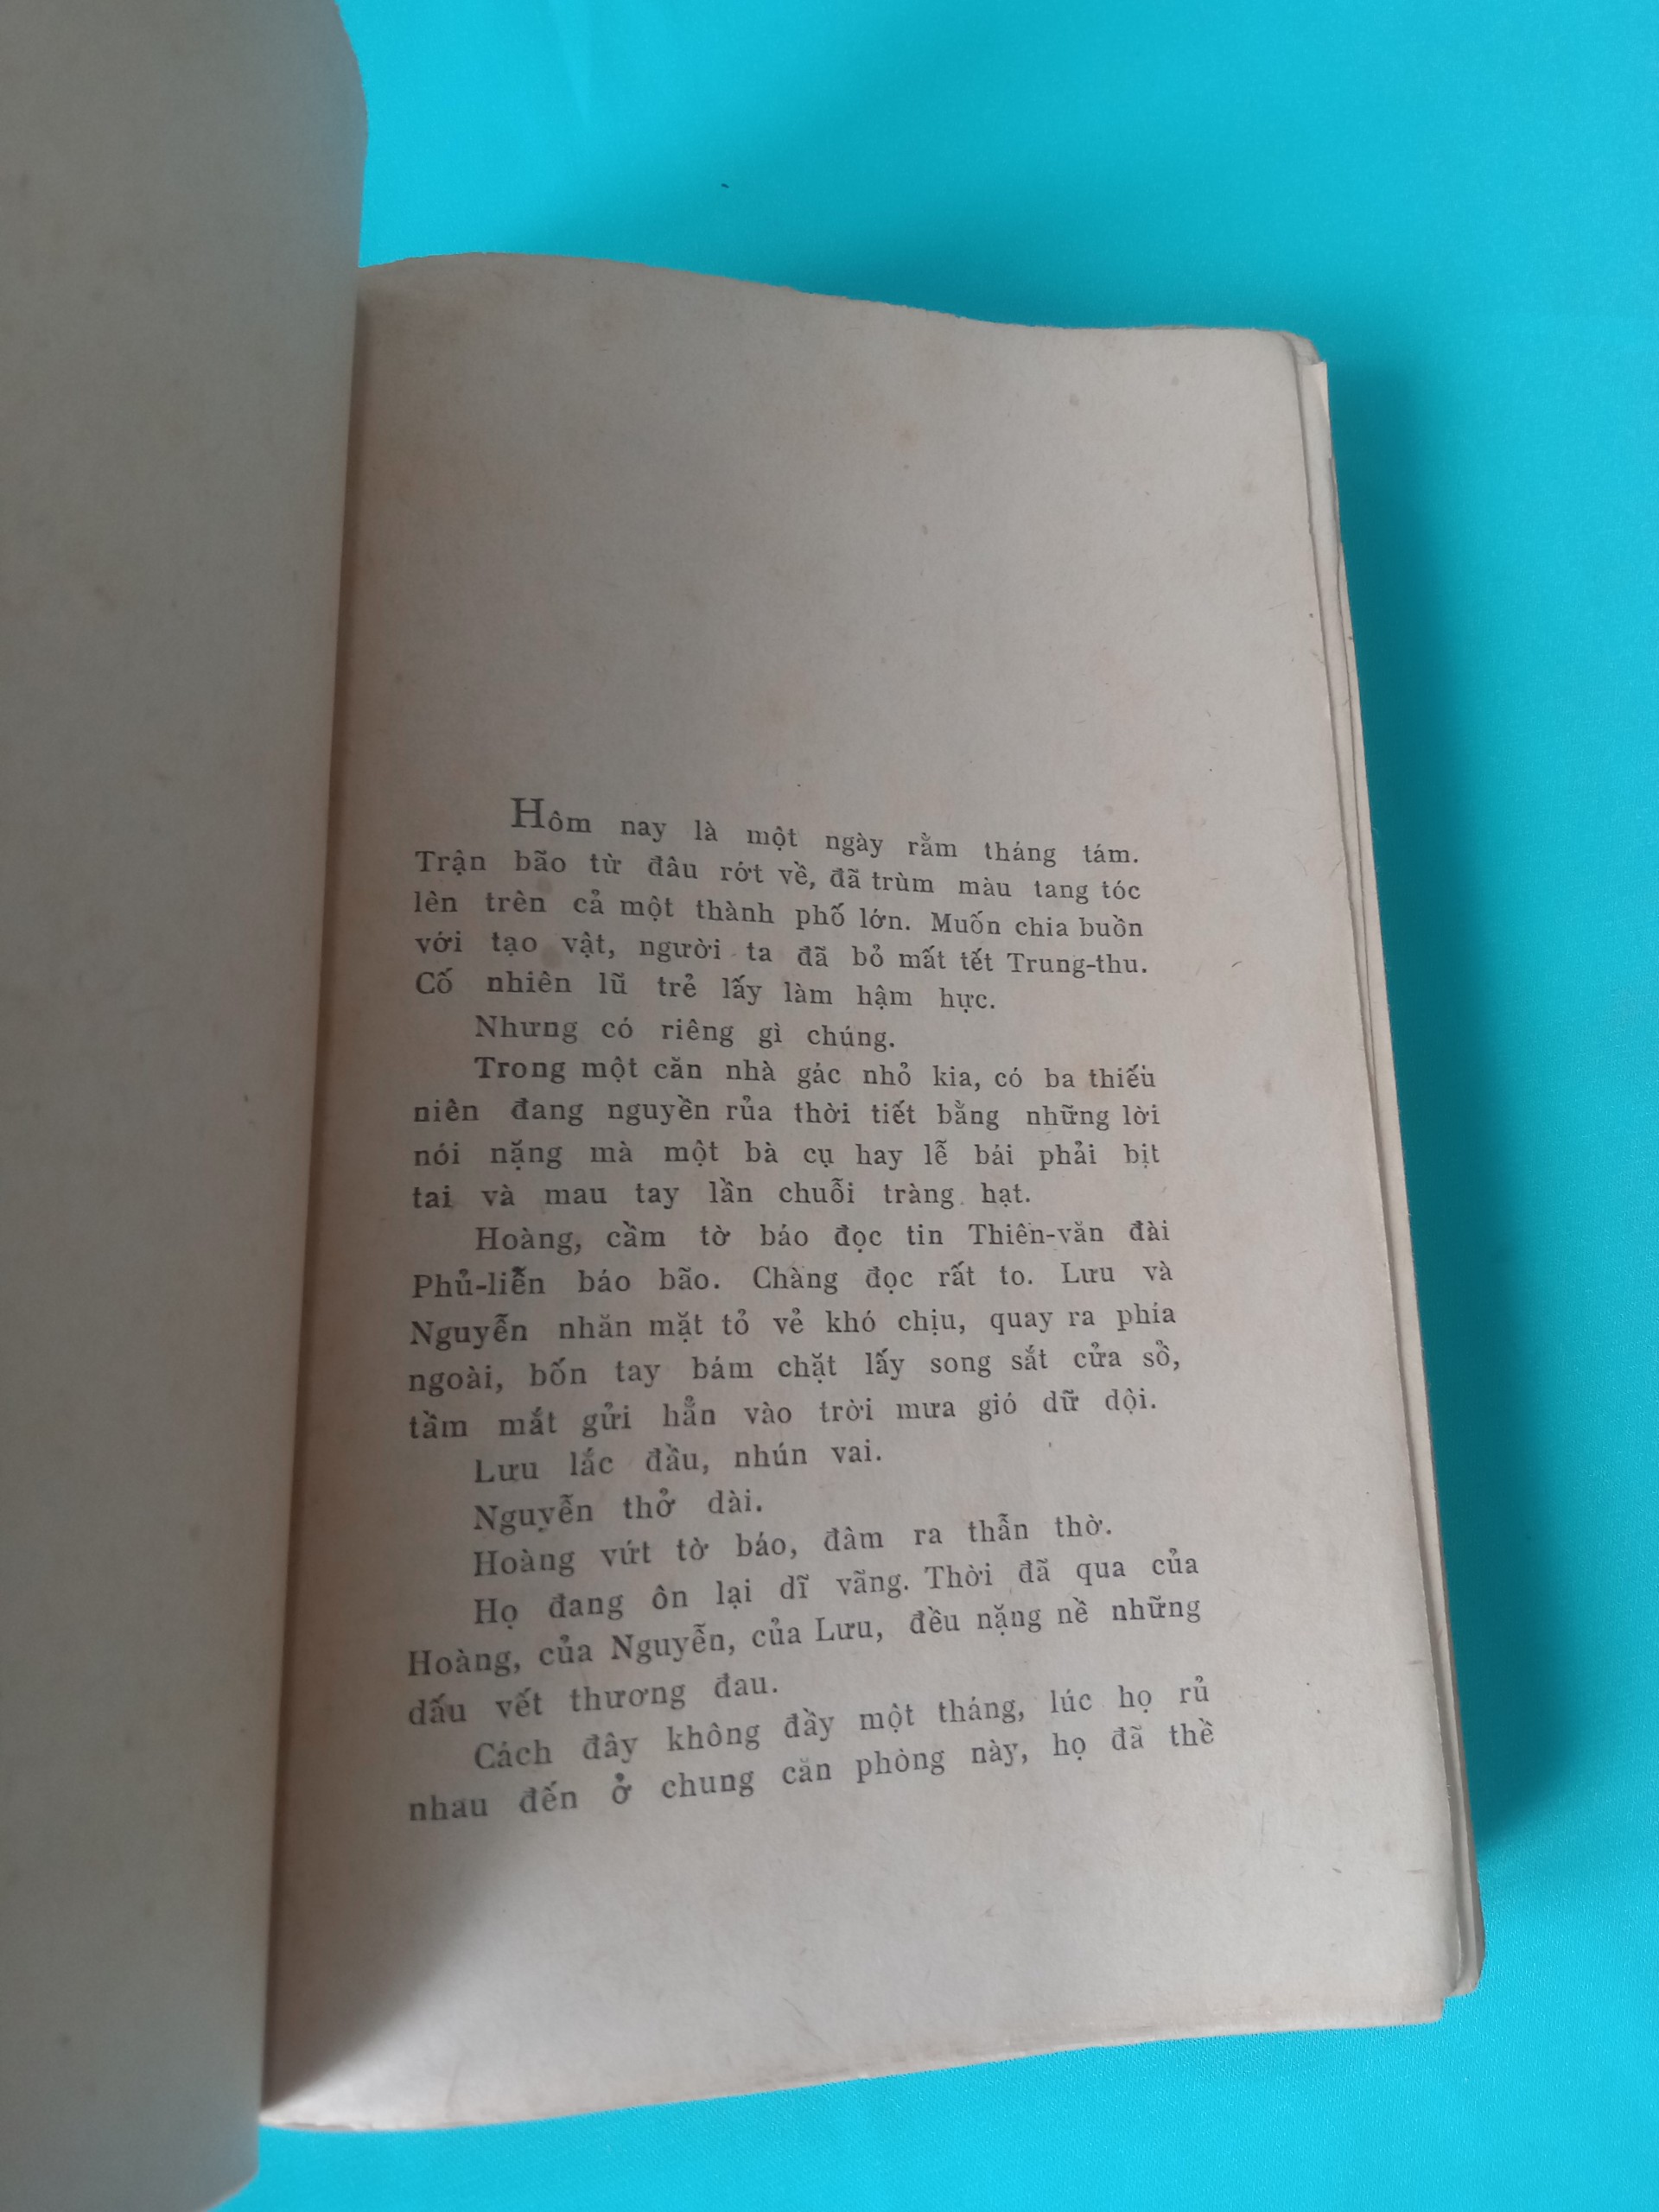 Hôm nay là một ngày rằm tháng tám.
Trận bão từ đâu rớt về, đã trùm màu tang tóc
lên trên cả một thành phố lớn. Muốn chia buồn
với tạo vật, người ta đã bỏ mất tết Trung-thu.
Cố nhiên lũ trẻ lấy làm hậm hực.
Nhưng có riêng gì chúng.
Trong một căn nhà gác nhỏ kia, có ba thiếu
niên đang nguyền rủa thời tiết bằng những lời
nói nặng mà một bà cụ hay lễ bái phải bịt
tai và mau tay lần chuỗi tràng hạt.
Hoàng, cầm tờ báo đọc tin Thiên-văn đài
Phủ-liễn báo bão. Chàng đọc rất to. Lưu và
Nguyễn nhăn mặt tỏ vẻ khó chịu, quay ra phía
ngoài, bốn tay bám chặt lấy song sắt cửa sổ,
tầm mắt gửi hẳn vào trời mưa gió dữ dội.
Lưu lắc đầu, nhún vai.
Nguyễn thở dài.
Hoàng vứt tờ báo, đâm ra thẫn thờ.
Họ đang ôn lại dĩ vãng. Thời đã qua của
Hoàng, của Nguyễn, của Lưu, đều nặng nề những
dấu vết thương đau.
Cách đây không đầy một tháng, lúc họ rủ
nhau đến ở chung căn phòng này, họ đã thề